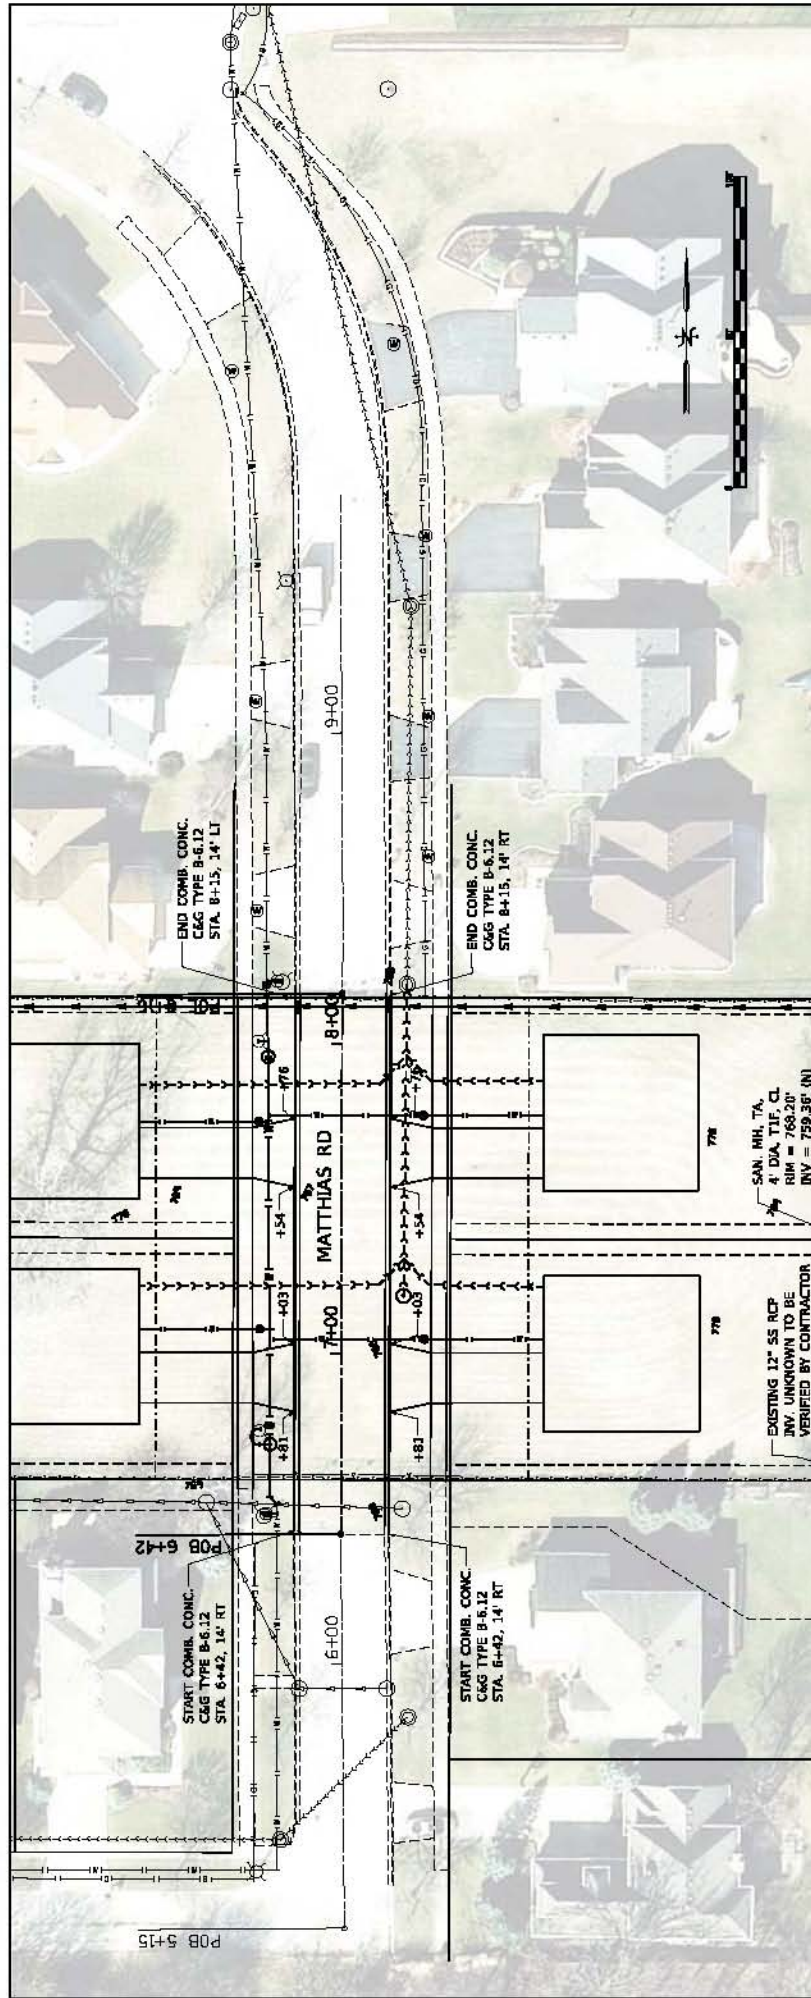 END COMB. CONC.
C&G TYPE B-6.12
STA. 8+15, 14' LT
END COMB. CONC.
C&G TYPE B-6.12
STA. 8+15, 14' RT
9+00
8+00
+76
+76
MATTHIAS RD
+54
+54
+03
+03
7+00
+81
+81
778
778
SAN. MH, TA,
4' DIA, T1F, CL
RIM = 768.20'
INV = 759.36' (N)
EXISTING 12" SS RCP
INV. UNKNOWN TO BE
VERIFIED BY CONTRACTOR
POB 6+42
START COMB. CONC.
C&G TYPE B-6.12
STA. 6+42, 14' RT
START COMB. CONC.
C&G TYPE B-6.12
STA. 6+42, 14' RT
6+00
POB 5+15